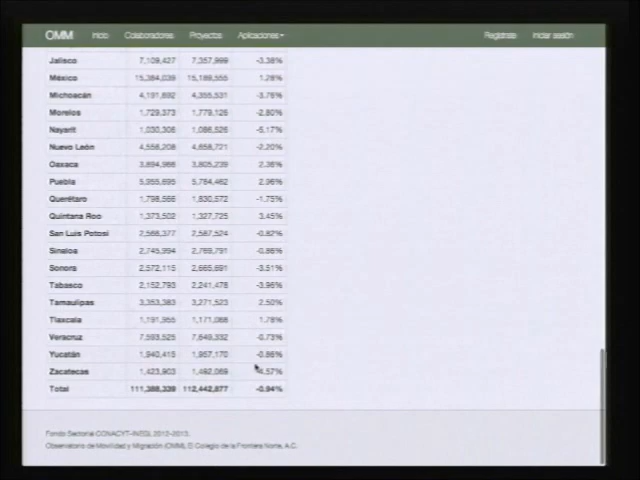 OMM Inicio Colaboradores Proyectos Aplicaciones Regístrate Iniciar sesión
Jalisco 7,109,427 7,357,999 -3.38%
México 15,384,039 15,189,555 1.28%
Michoacán 4,191,692 4,355,531 -3.76%
Morelos 1,729,373 1,779,126 -2.80%
Nayarit 1,030,306 1,086,526 -5.17%
Nuevo León 4,556,208 4,658,721 -2.20%
Oaxaca 3,894,966 3,805,239 2.36%
Puebla 5,955,695 5,784,462 2.96%
Querétaro 1,798,566 1,830,572 -1.75%
Quintana Roo 1,373,502 1,327,725 3.45%
San Luis Potosí 2,566,377 2,587,524 -0.82%
Sinaloa 2,745,994 2,769,791 -0.86%
Sonora 2,572,115 2,665,691 -3.51%
Tabasco 2,152,793 2,241,478 -3.96%
Tamaulipas 3,353,383 3,271,523 2.50%
Tlaxcala 1,191,955 1,171,088 1.78%
Veracruz 7,593,525 7,649,332 -0.73%
Yucatán 1,940,415 1,957,170 -0.86%
Zacatecas 1,423,903 1,492,069 -4.57%
Total 111,388,339 112,442,877 -0.94%
Fondo Sectorial CONACYT-INEGI, 2012-2013.
Observatorio de Movilidad y Migración (OMM), El Colegio de la Frontera Norte, A.C.